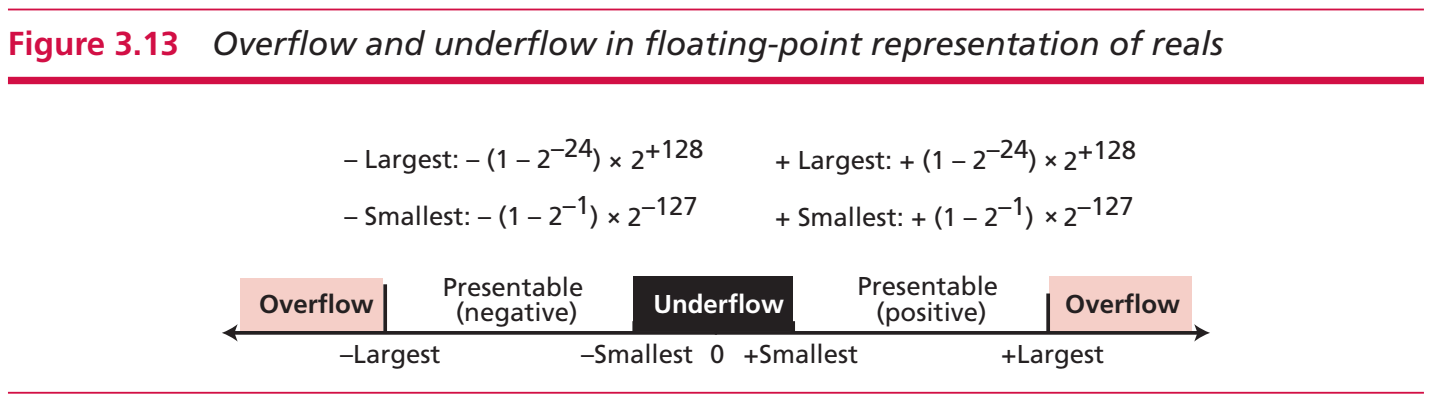 Figure 3.13 Overflow and underflow in floating-point representation of reals
– Largest: – (1 – 2⁻²⁴) × 2⁺¹²⁸ + Largest: + (1 – 2⁻²⁴) × 2⁺¹²⁸
– Smallest: – (1 – 2⁻¹) × 2⁻¹²⁷ + Smallest: + (1 – 2⁻¹) × 2⁻¹²⁷
Overflow Presentable (negative) Underflow Presentable (positive) Overflow
–Largest –Smallest 0 +Smallest +Largest